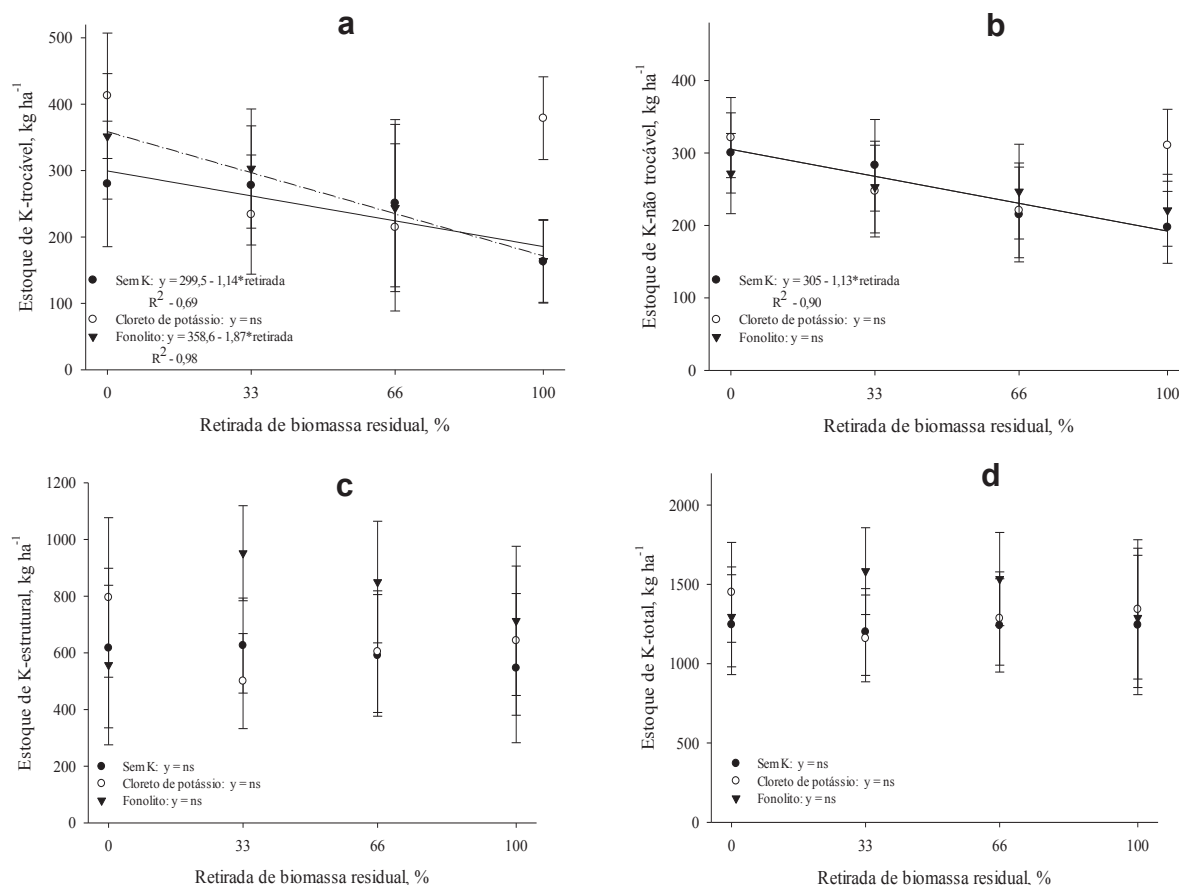 a
Estoque de K-trocável, kg ha-1
500
400
300
200
100
0
Sem K: y = 299,5 - 1,14*retirada
R2 - 0,69
Cloreto de potássio: y = ns
Fonolito: y = 358,6 - 1,87*retirada
R2 - 0,98
0 33 66 100
Retirada de biomassa residual, %
b
Estoque de K-não trocável, kg ha-1
400
300
200
100
0
Sem K: y = 305 - 1,13*retirada
R2 - 0,90
Cloreto de potássio: y = ns
Fonolito: y = ns
0 33 66 100
Retirada de biomassa residual, %
c
Estoque de K-estrutural, kg ha-1
1200
1000
800
600
400
200
0
Sem K: y = ns
Cloreto de potássio: y = ns
Fonolito: y = ns
0 33 66 100
Retirada de biomassa residual, %
d
Estoque de K-total, kg ha-1
2000
1500
1000
500
0
Sem K: y = ns
Cloreto de potássio: y = ns
Fonolito: y = ns
0 33 66 100
Retirada de biomassa residual, %